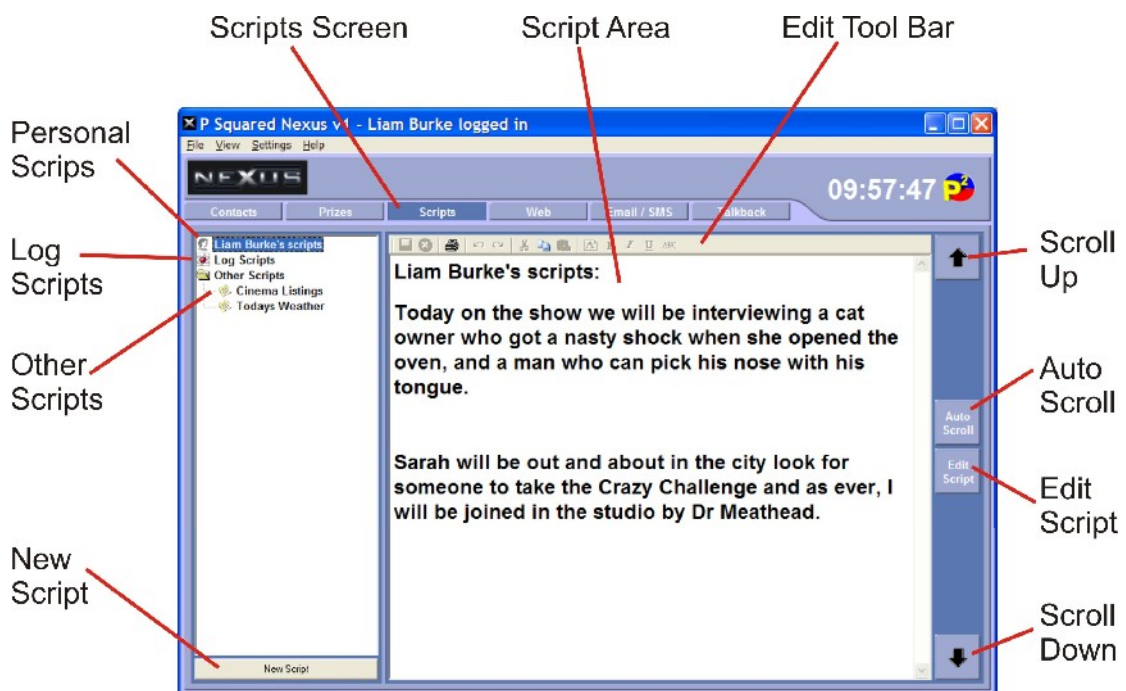 Scripts Screen
Script Area
Edit Tool Bar
Personal
Scrips
Log
Scripts
Other
Scripts
New
Script
P Squared Nexus v1 - Liam Burke logged in
File View Settings Help
NEXUS
09:57:47
P2
Contacts Prizes Scripts Web Email / SMS Talkback
Liam Burke's scripts
Log Scripts
Other Scripts
Cinema Listings
Todays Weather
New Script
B I U ABC
Liam Burke's scripts:
Today on the show we will be interviewing a cat
owner who got a nasty shock when she opened the
oven, and a man who can pick his nose with his
tongue.
Sarah will be out and about in the city look for
someone to take the Crazy Challenge and as ever, I
will be joined in the studio by Dr Meathead.
Auto
Scroll
Edit
Script
Scroll
Up
Auto
Scroll
Edit
Script
Scroll
Down